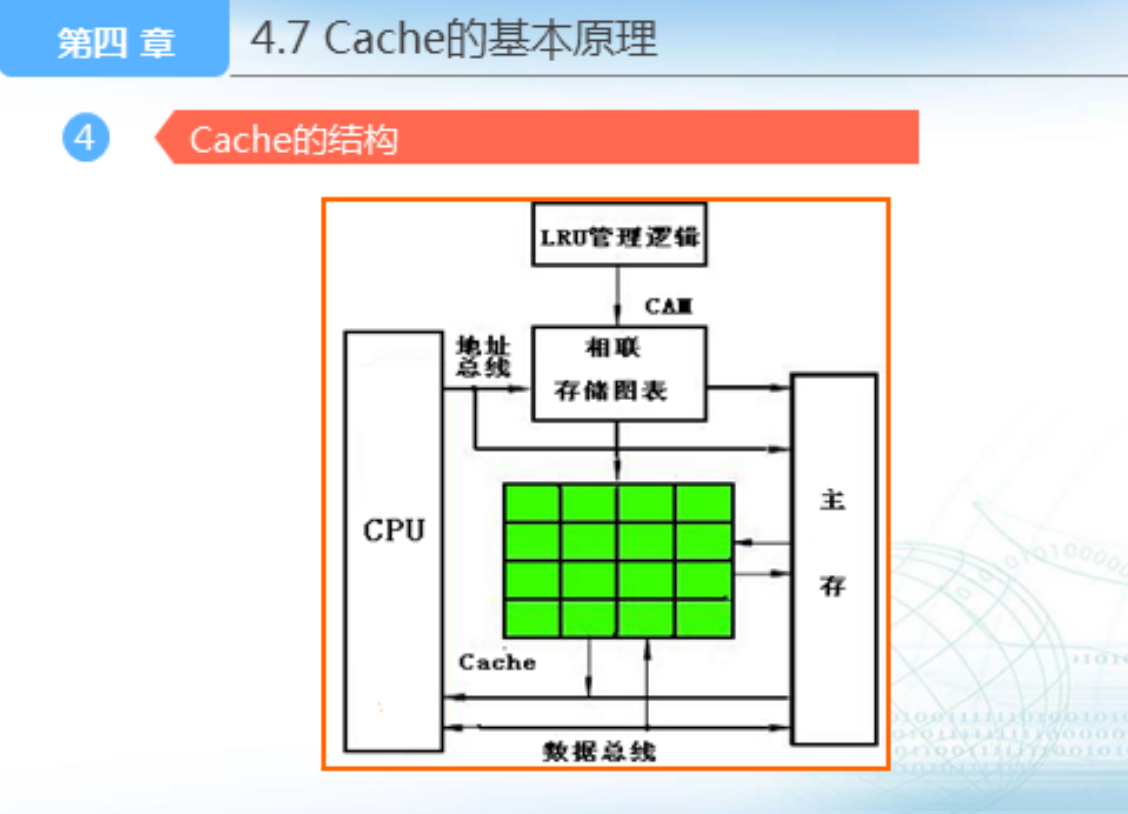 第四 章
4.7 Cache的基本原理
4
Cache的结构
LRU管理逻辑
CAM
地址
总线
相联
存储图表
CPU
主
存
Cache
数据总线